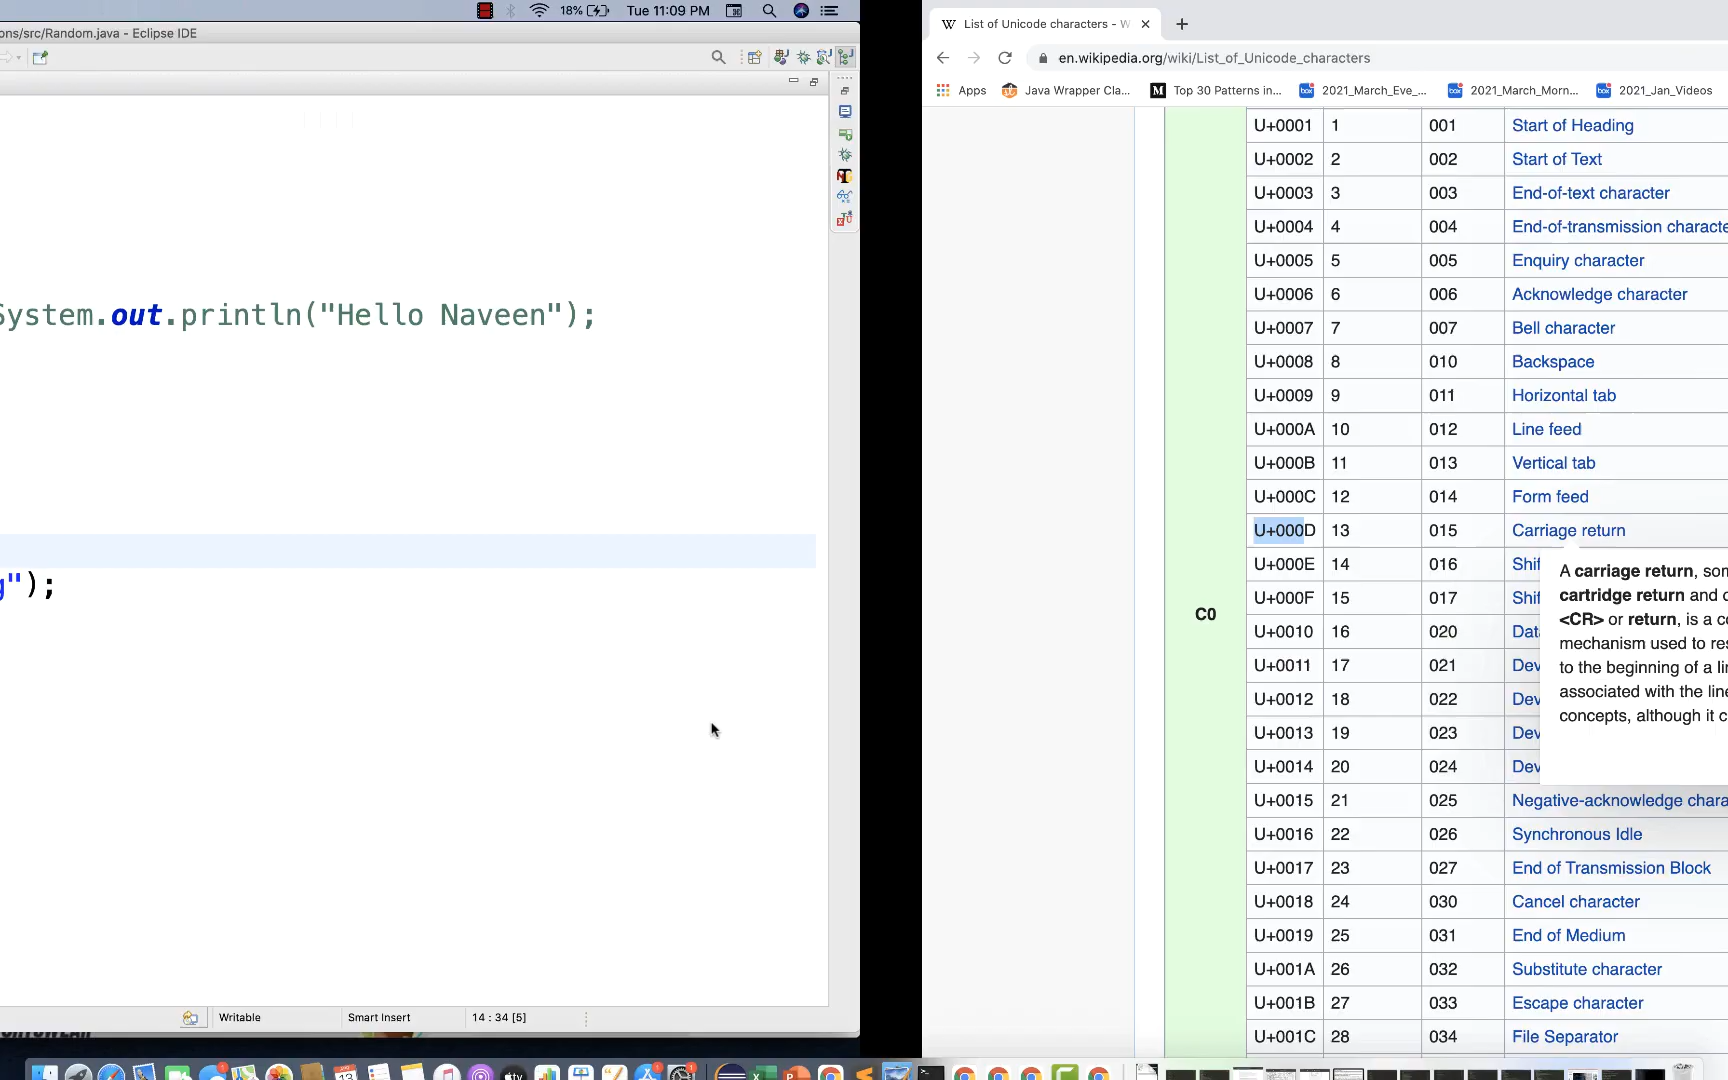 18%
Tue 11:09 PM
ons/src/Random.java - Eclipse IDE
System.out.println("Hello Naveen");
g");
Writable
Smart Insert
14 : 34 [5]
List of Unicode characters - W
en.wikipedia.org/wiki/List_of_Unicode_characters
Apps
Java Wrapper Cla...
Top 30 Patterns in...
2021_March_Eve_...
2021_March_Morn...
2021_Jan_Videos
C0
U+0001 1 001 Start of Heading
U+0002 2 002 Start of Text
U+0003 3 003 End-of-text character
U+0004 4 004 End-of-transmission characte
U+0005 5 005 Enquiry character
U+0006 6 006 Acknowledge character
U+0007 7 007 Bell character
U+0008 8 010 Backspace
U+0009 9 011 Horizontal tab
U+000A 10 012 Line feed
U+000B 11 013 Vertical tab
U+000C 12 014 Form feed
U+000D 13 015 Carriage return
U+000E 14 016 Shif
U+000F 15 017 Shif
U+0010 16 020 Dat
U+0011 17 021 Dev
U+0012 18 022 Dev
U+0013 19 023 Dev
U+0014 20 024 Dev
U+0015 21 025 Negative-acknowledge chara
U+0016 22 026 Synchronous Idle
U+0017 23 027 End of Transmission Block
U+0018 24 030 Cancel character
U+0019 25 031 End of Medium
U+001A 26 032 Substitute character
U+001B 27 033 Escape character
U+001C 28 034 File Separator
A carriage return, som
cartridge return and o
<CR> or return, is a co
mechanism used to res
to the beginning of a lin
associated with the line
concepts, although it c